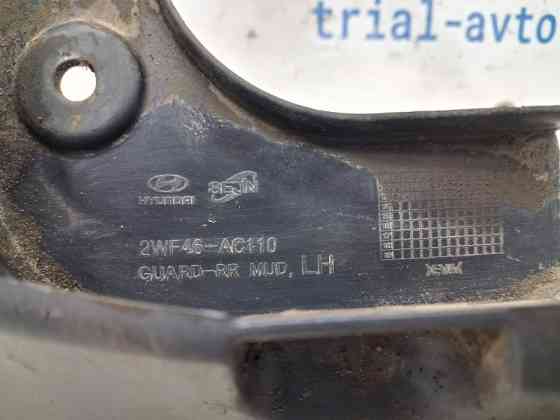 trial-avto
HYUNDAI SEJIN
2WF46-AC110
GUARD-RR MUD, LH